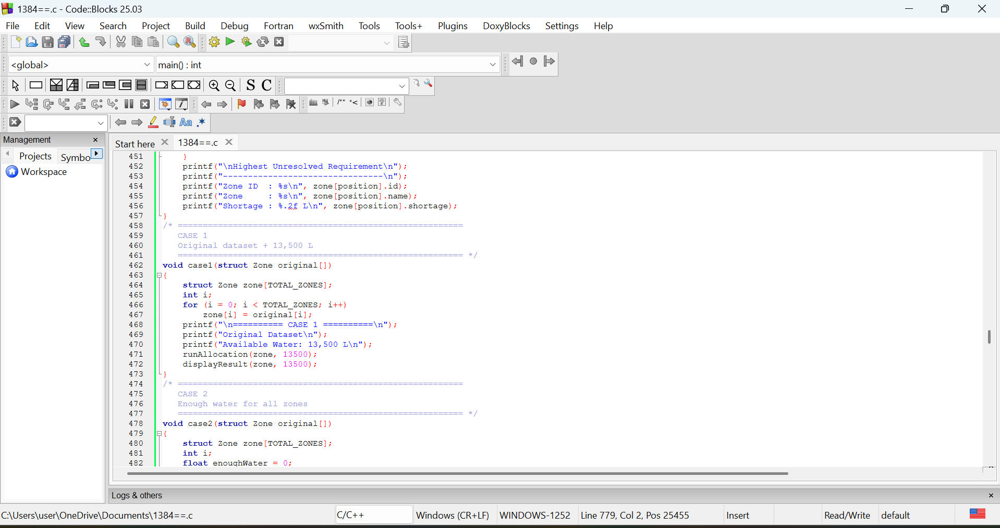 1384==.c - Code::Blocks 25.03
File Edit View Search Project Build Debug Fortran wxSmith Tools Tools+ Plugins DoxyBlocks Settings Help
<global> main() : int
S C
/** *<
Aa .*
Management
Start here 1384==.c
Projects Symbo
Workspace
451     }
452     printf("\nHighest Unresolved Requirement\n");
453     printf("--------------------------------\n");
454     printf("Zone ID  : %s\n", zone[position].id);
455     printf("Zone     : %s\n", zone[position].name);
456     printf("Shortage : %.2f L\n", zone[position].shortage);
457 }
458 /* =========================================================
459    CASE 1
460    Original dataset + 13,500 L
461    ========================================================= */
462 void case1(struct Zone original[])
463 {
464     struct Zone zone[TOTAL_ZONES];
465     int i;
466     for (i = 0; i < TOTAL_ZONES; i++)
467         zone[i] = original[i];
468     printf("\n========== CASE 1 ==========\n");
469     printf("Original Dataset\n");
470     printf("Available Water: 13,500 L\n");
471     runAllocation(zone, 13500);
472     displayResult(zone, 13500);
473 }
474 /* =========================================================
475    CASE 2
476    Enough water for all zones
477    ========================================================= */
478 void case2(struct Zone original[])
479 {
480     struct Zone zone[TOTAL_ZONES];
481     int i;
482     float enoughWater = 0;
Logs & others
C:\Users\user\OneDrive\Documents\1384==.c C/C++ Windows (CR+LF) WINDOWS-1252 Line 779, Col 2, Pos 25455 Insert Read/Write default